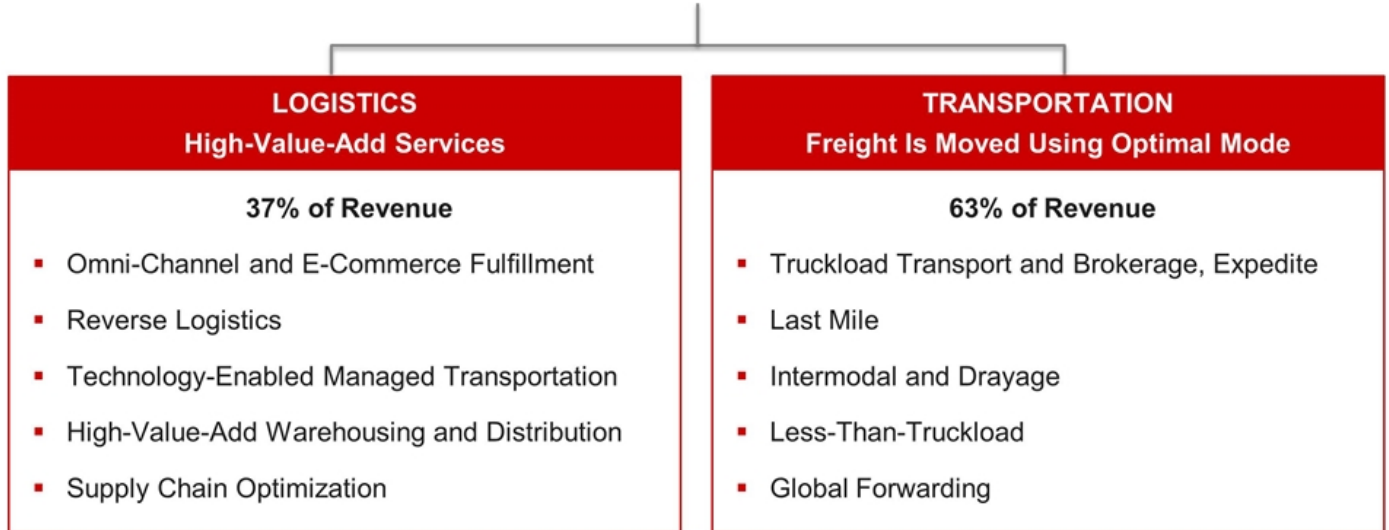 LOGISTICS
High-Value-Add Services
37% of Revenue
▪ Omni-Channel and E-Commerce Fulfillment
▪ Reverse Logistics
▪ Technology-Enabled Managed Transportation
▪ High-Value-Add Warehousing and Distribution
▪ Supply Chain Optimization
TRANSPORTATION
Freight Is Moved Using Optimal Mode
63% of Revenue
▪ Truckload Transport and Brokerage, Expedite
▪ Last Mile
▪ Intermodal and Drayage
▪ Less-Than-Truckload
▪ Global Forwarding